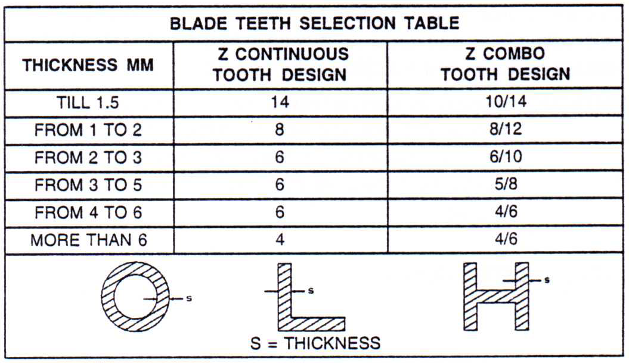 BLADE TEETH SELECTION TABLE
THICKNESS MM Z CONTINUOUS TOOTH DESIGN Z COMBO TOOTH DESIGN
TILL 1.5 14 10/14
FROM 1 TO 2 8 8/12
FROM 2 TO 3 6 6/10
FROM 3 TO 5 6 5/8
FROM 4 TO 6 6 4/6
MORE THAN 6 4 4/6
s s s
S = THICKNESS